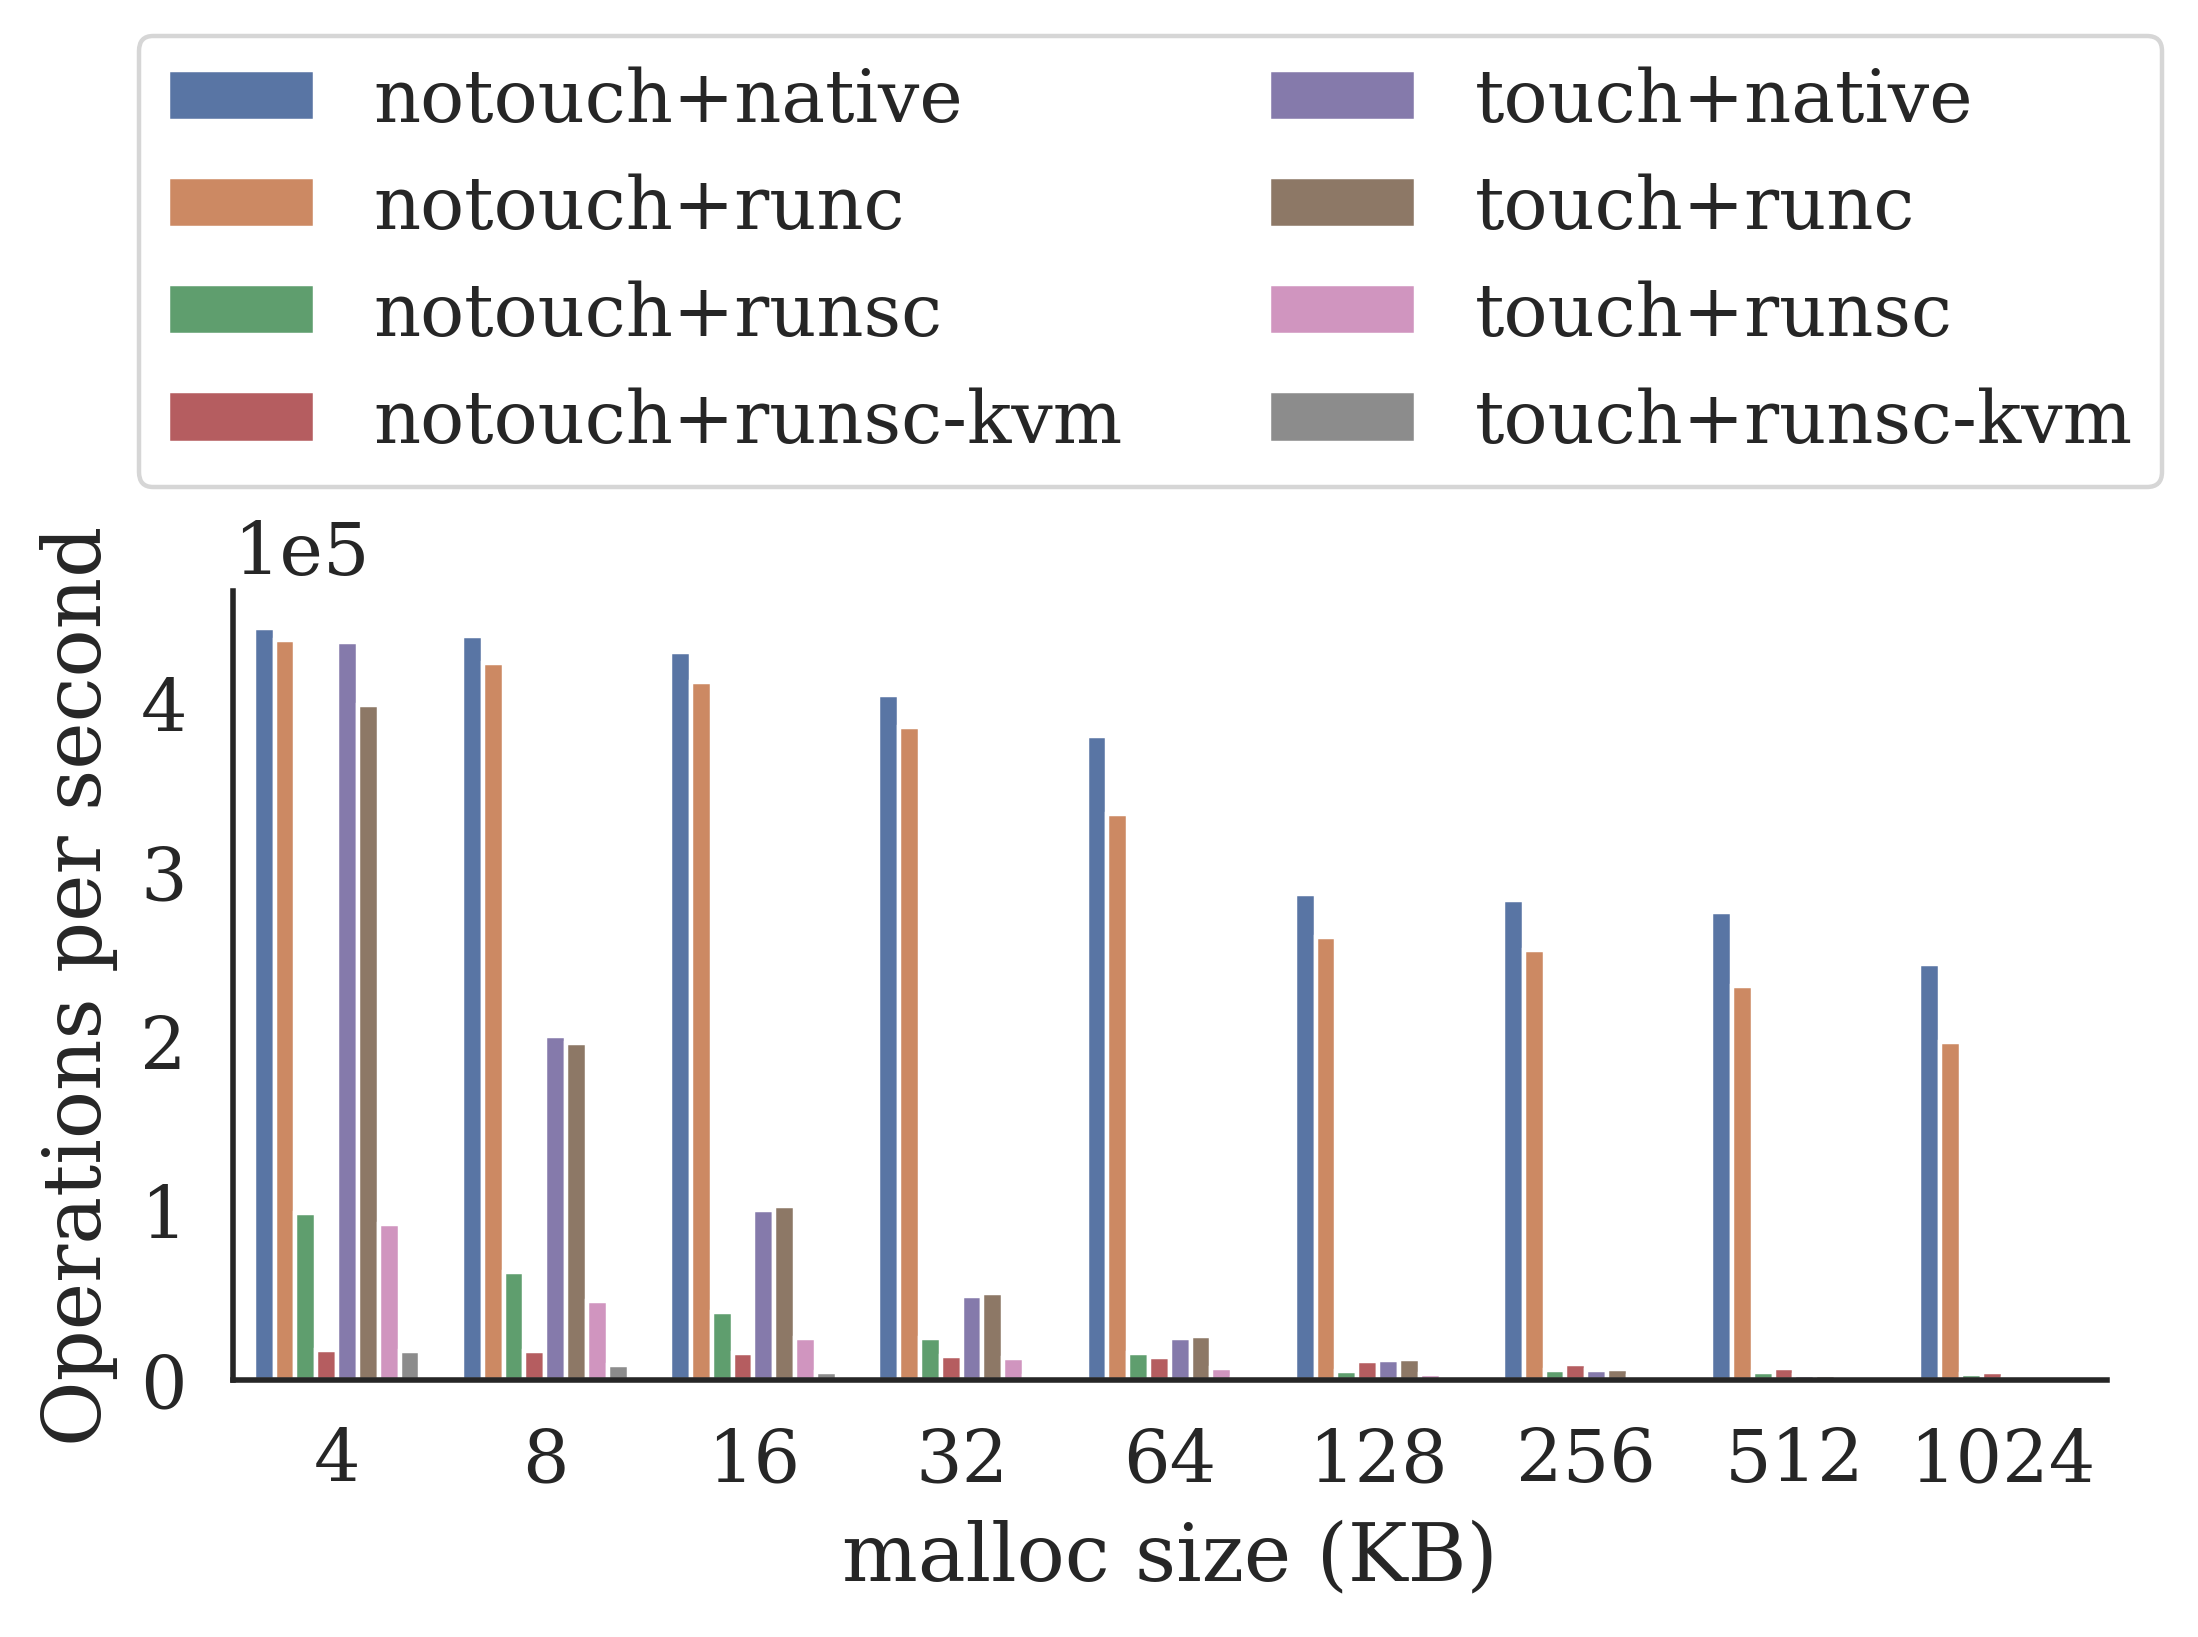 notouch+native
notouch+runc
notouch+runsc
notouch+runsc-kvm
touch+native
touch+runc
touch+runsc
touch+runsc-kvm
1e5
Operations per second
4
3
2
1
0
4 8 16 32 64 128 256 512 1024
malloc size (KB)